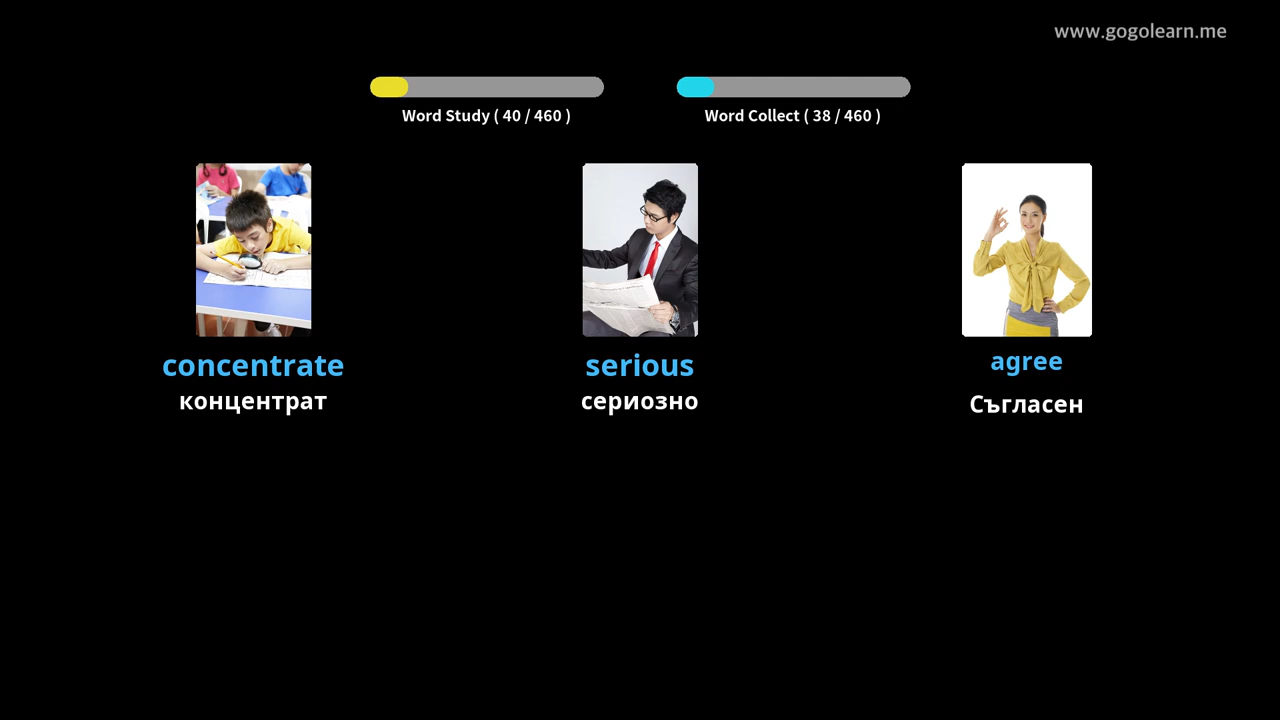 www.gogolearn.me
Word Study ( 40 / 460 )
Word Collect ( 38 / 460 )
concentrate
концентрат
serious
сериозно
agree
Съгласен